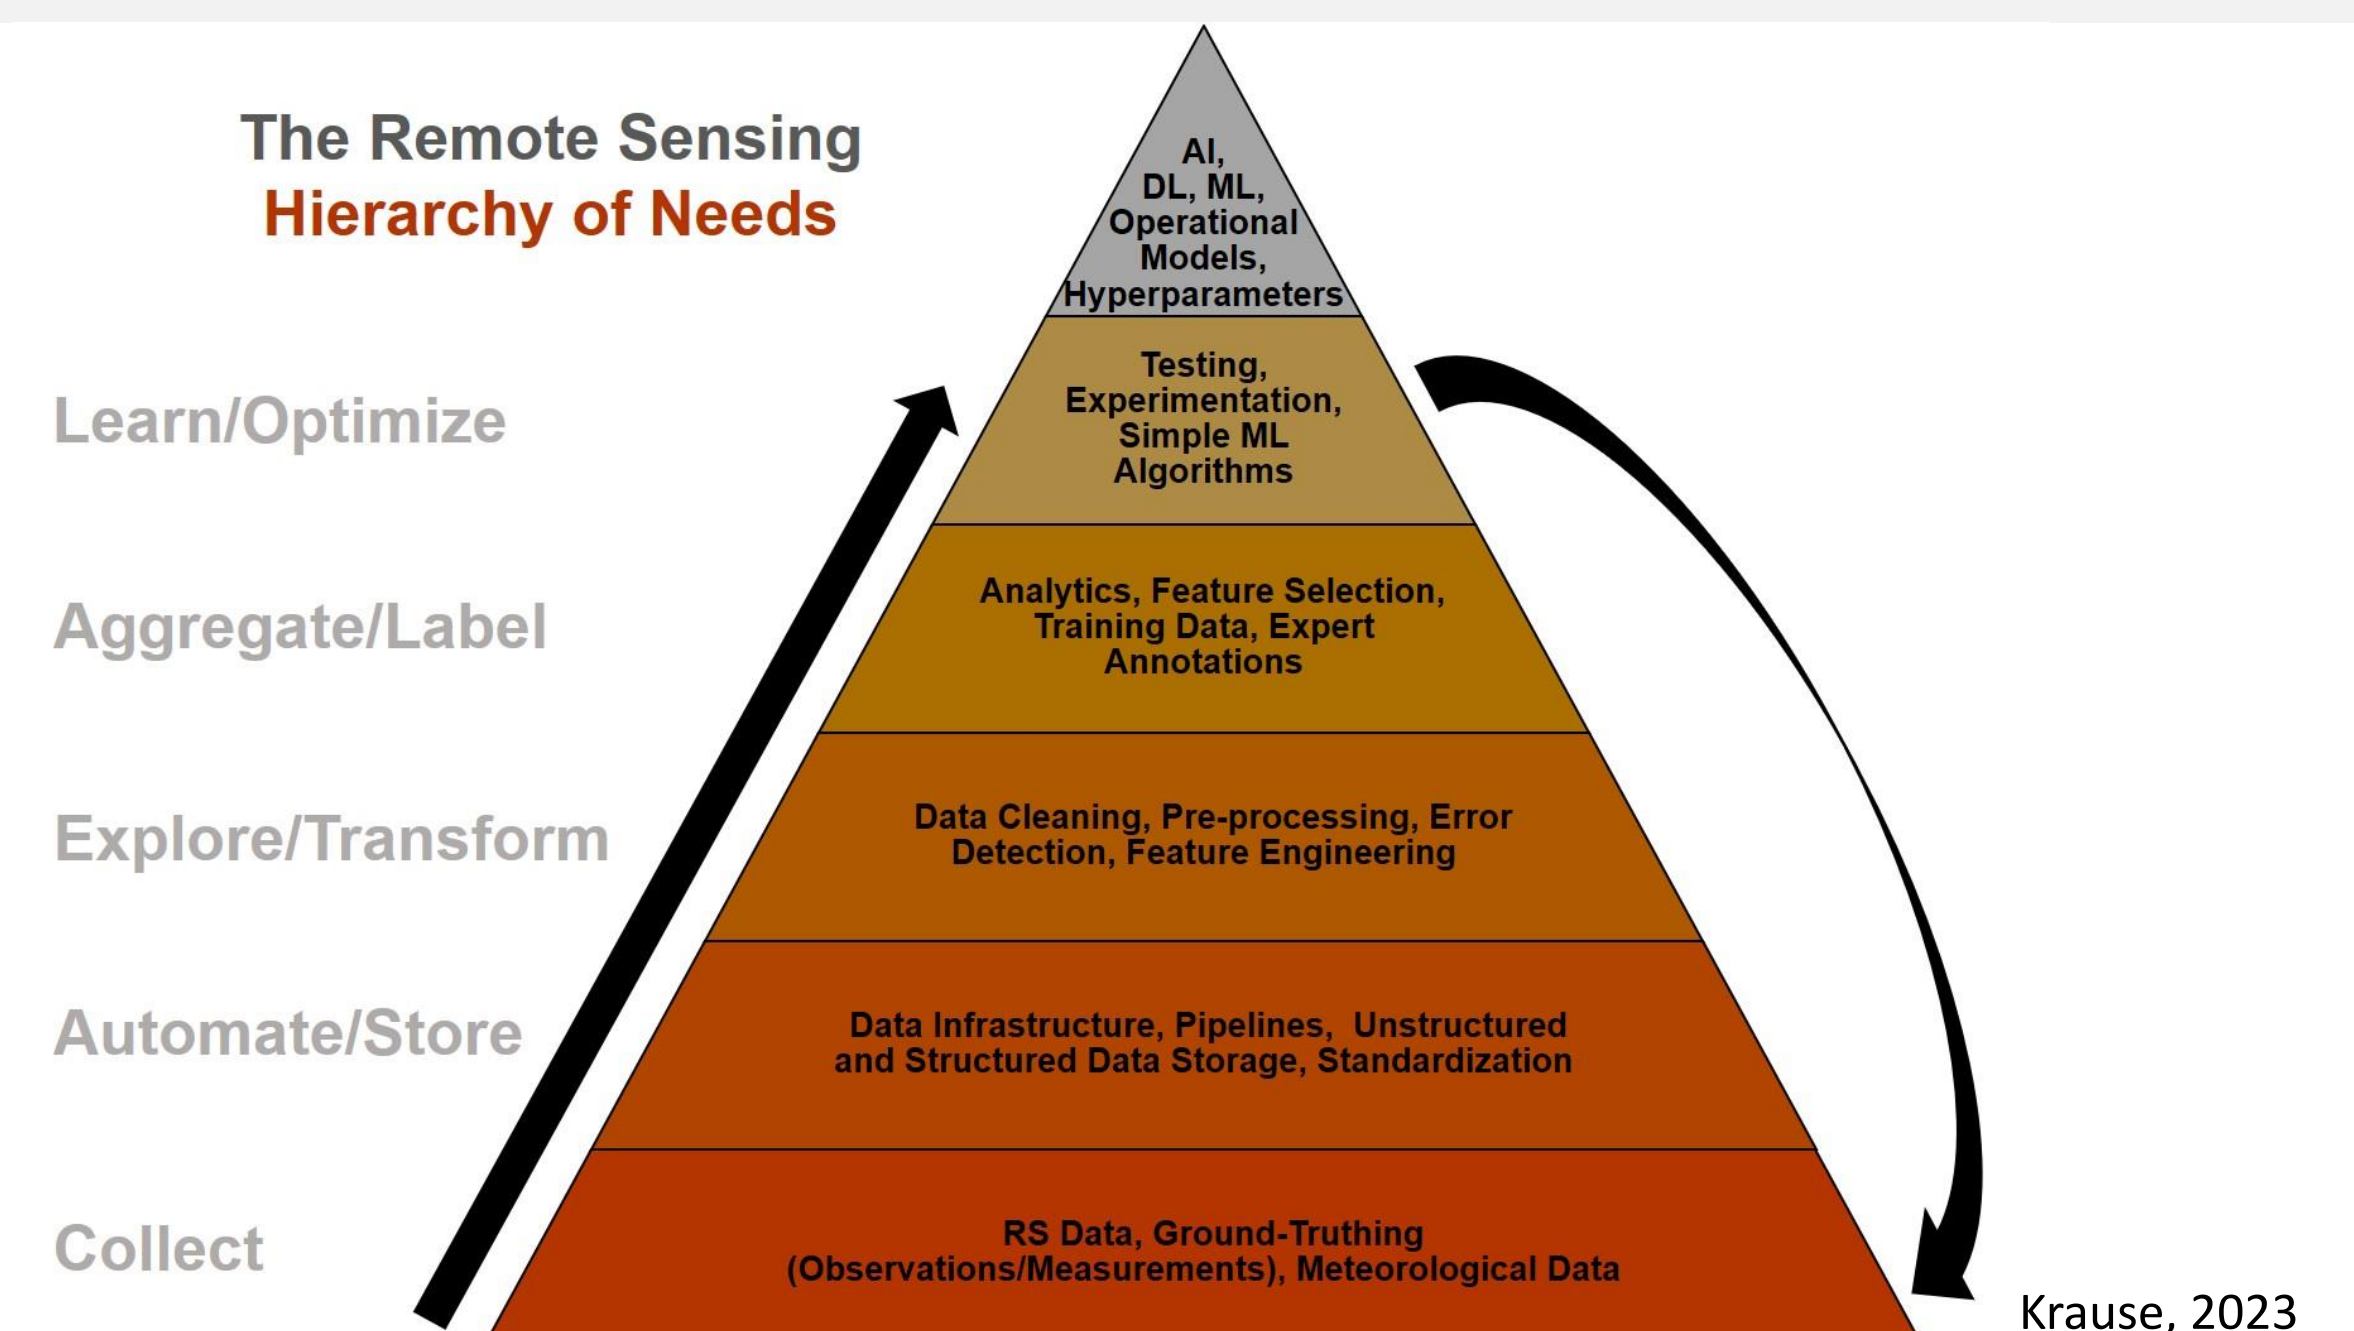 The Remote Sensing
Hierarchy of Needs
AI,
DL, ML,
Operational
Models,
Hyperparameters
Learn/Optimize
Testing,
Experimentation,
Simple ML
Algorithms
Aggregate/Label
Analytics, Feature Selection,
Training Data, Expert
Annotations
Explore/Transform
Data Cleaning, Pre-processing, Error
Detection, Feature Engineering
Automate/Store
Data Infrastructure, Pipelines, Unstructured
and Structured Data Storage, Standardization
Collect
RS Data, Ground-Truthing
(Observations/Measurements), Meteorological Data
Krause, 2023